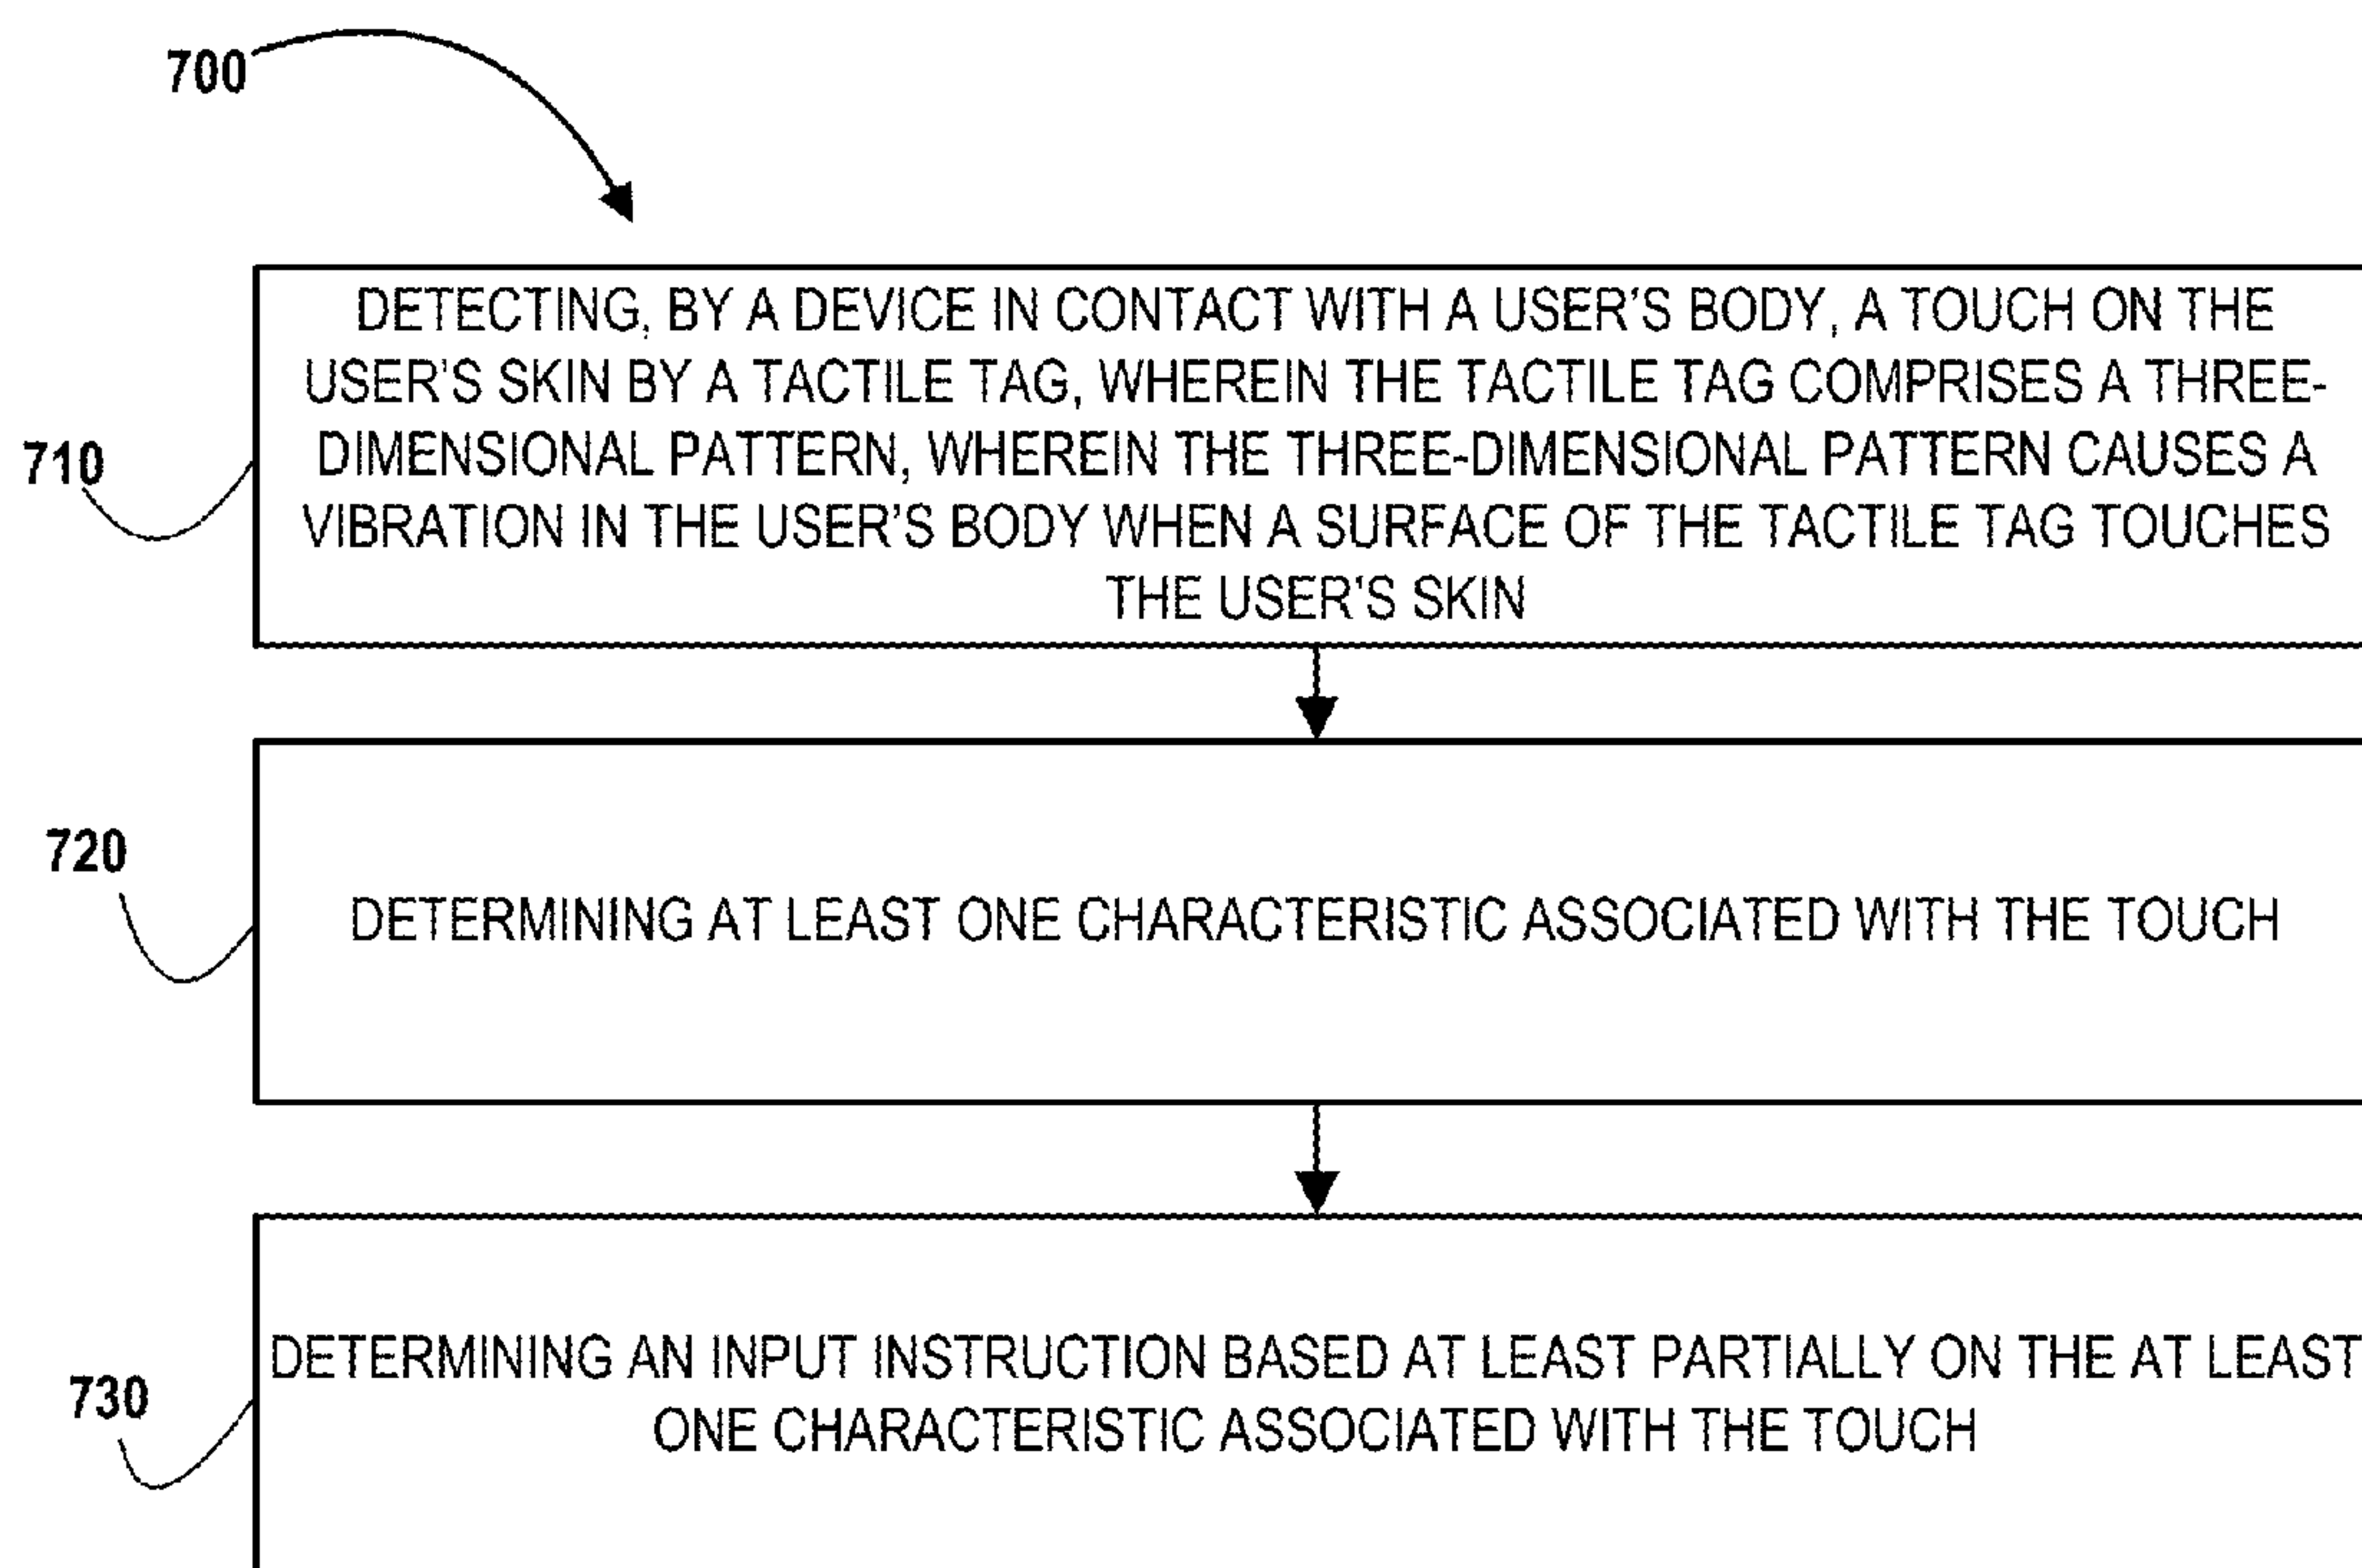 700
710
DETECTING, BY A DEVICE IN CONTACT WITH A USER'S BODY, A TOUCH ON THE
USER'S SKIN BY A TACTILE TAG, WHEREIN THE TACTILE TAG COMPRISES A THREE-
DIMENSIONAL PATTERN, WHEREIN THE THREE-DIMENSIONAL PATTERN CAUSES A
VIBRATION IN THE USER'S BODY WHEN A SURFACE OF THE TACTILE TAG TOUCHES
THE USER'S SKIN
720
DETERMINING AT LEAST ONE CHARACTERISTIC ASSOCIATED WITH THE TOUCH
730
DETERMINING AN INPUT INSTRUCTION BASED AT LEAST PARTIALLY ON THE AT LEAST
ONE CHARACTERISTIC ASSOCIATED WITH THE TOUCH